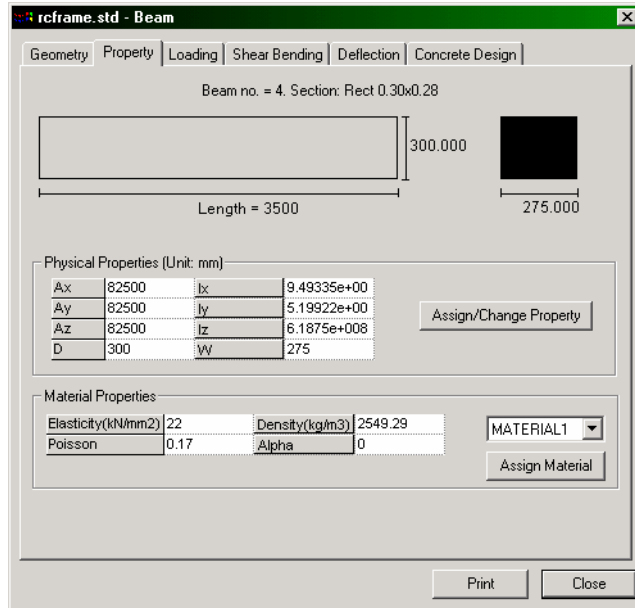 rcframe.std - Beam
Geometry Property Loading Shear Bending Deflection Concrete Design
Beam no. = 4. Section: Rect 0.30x0.28
300.000
Length = 3500
275.000
Physical Properties (Unit: mm)
Ax 82500 Ix 9.49335e+00
Ay 82500 Iy 5.19922e+00
Az 82500 Iz 6.1875e+008
D 300 W 275
Assign/Change Property
Material Properties
Elasticity(kN/mm2) 22 Density(kg/m3) 2549.29
Poisson 0.17 Alpha 0
MATERIAL1
Assign Material
Print Close